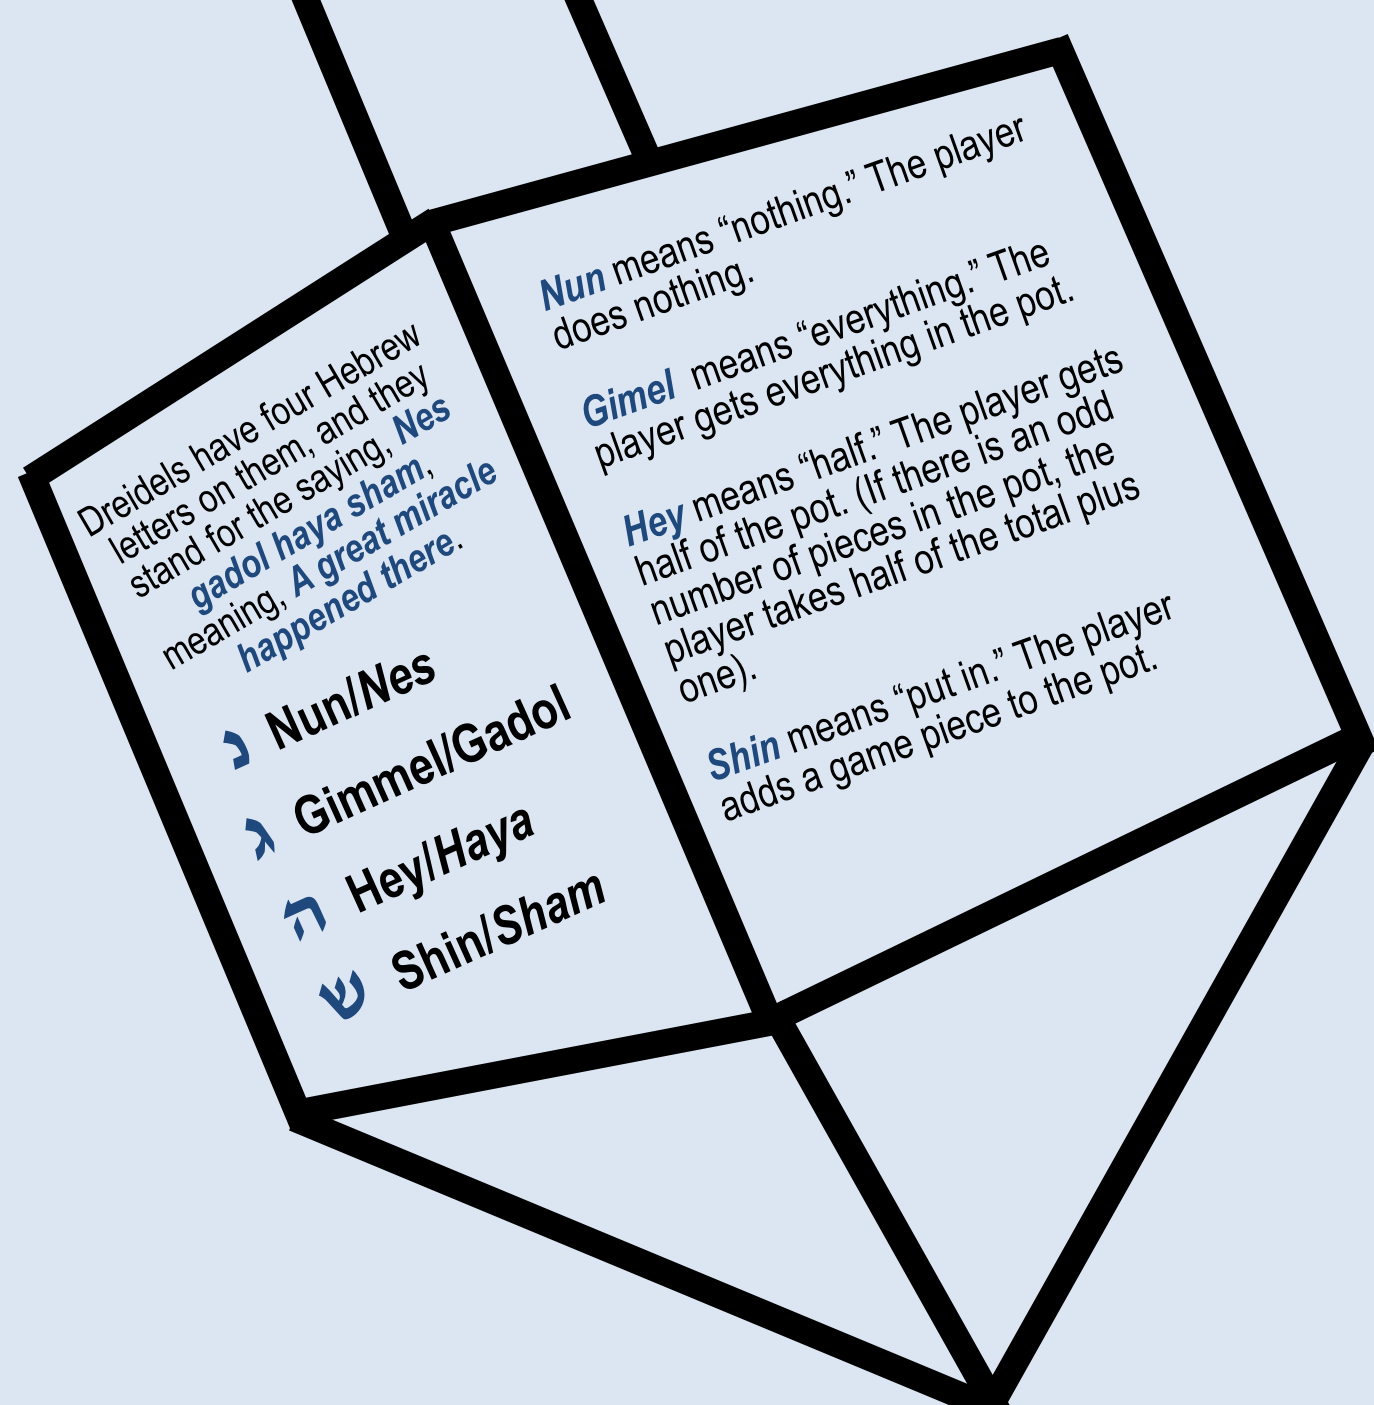 Dreidels have four Hebrew
letters on them, and they
stand for the saying, Nes
gadol haya sham,
meaning, A great miracle
happened there.
נ Nun/Nes
ג Gimmel/Gadol
ה Hey/Haya
ש Shin/Sham
Nun means “nothing.” The player
does nothing.
Gimel means “everything.” The
player gets everything in the pot.
Hey means “half.” The player gets
half of the pot. (If there is an odd
number of pieces in the pot, the
player takes half of the total plus
one).
Shin means “put in.” The player
adds a game piece to the pot.